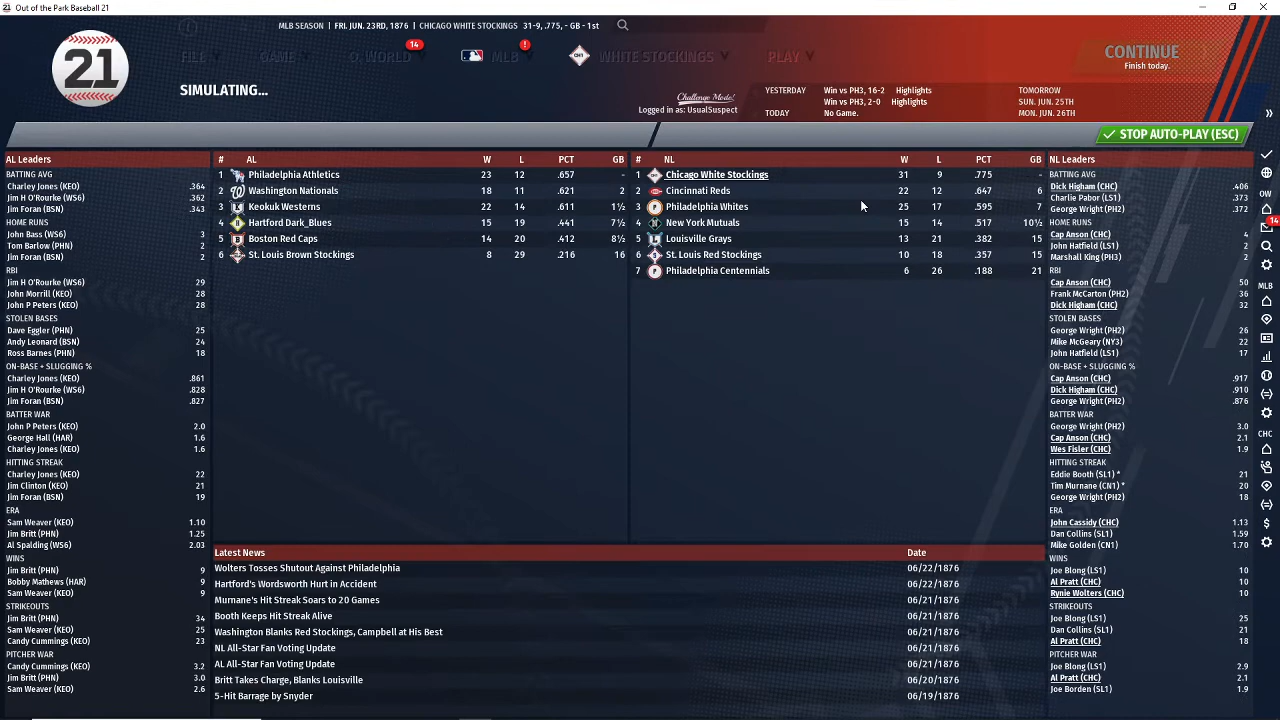 Out of the Park Baseball 21
MLB SEASON | FRI. JUN. 23RD, 1876 | CHICAGO WHITE STOCKINGS 31-9, .775, - GB - 1st
21
FILE GAME O. WORLD 14 MLB ! CH1 WHITE STOCKINGS PLAY
CONTINUE
Finish today.
SIMULATING...
Challenge Mode!
Logged in as: UsualSuspect
YESTERDAY Win vs PH3, 16-2 Highlights
Win vs PH3, 2-0 Highlights
TODAY No Game.
TOMORROW
SUN. JUN. 25TH
MON. JUN. 26TH
STOP AUTO-PLAY (ESC)
AL Leaders
BATTING AVG
Charley Jones (KEO) .364
Jim H O'Rourke (WS6) .362
Jim Foran (BSN) .343
HOME RUNS
John Bass (WS6) 3
Tom Barlow (PHN) 2
Jim Foran (BSN) 2
RBI
Jim H O'Rourke (WS6) 29
John Morrill (KEO) 28
John P Peters (KEO) 28
STOLEN BASES
Dave Eggler (PHN) 25
Andy Leonard (BSN) 24
Ross Barnes (PHN) 18
ON-BASE + SLUGGING %
Charley Jones (KEO) .861
Jim H O'Rourke (WS6) .828
Jim Foran (BSN) .827
BATTER WAR
John P Peters (KEO) 2.0
George Hall (HAR) 1.6
Charley Jones (KEO) 1.6
HITTING STREAK
Charley Jones (KEO) 22
Jim Clinton (KEO) 21
Jim Foran (BSN) 19
ERA
Sam Weaver (KEO) 1.10
Jim Britt (PHN) 1.25
Al Spalding (WS6) 2.03
WINS
Jim Britt (PHN) 9
Bobby Mathews (HAR) 9
Sam Weaver (KEO) 9
STRIKEOUTS
Jim Britt (PHN) 34
Sam Weaver (KEO) 25
Candy Cummings (KEO) 23
PITCHER WAR
Candy Cummings (KEO) 3.2
Jim Britt (PHN) 3.0
Sam Weaver (KEO) 2.6
# AL W L PCT GB
1 Philadelphia Athletics 23 12 .657 -
2 Washington Nationals 18 11 .621 2
3 Keokuk Westerns 22 14 .611 1½
4 Hartford Dark_Blues 15 19 .441 7½
5 Boston Red Caps 14 20 .412 8½
6 St. Louis Brown Stockings 8 29 .216 16
# NL W L PCT GB
1 Chicago White Stockings 31 9 .775 -
2 Cincinnati Reds 22 12 .647 6
3 Philadelphia Whites 25 17 .595 7
4 New York Mutuals 15 14 .517 10½
5 Louisville Grays 13 21 .382 15
6 St. Louis Red Stockings 10 18 .357 15
7 Philadelphia Centennials 6 26 .188 21
Latest News Date
Wolters Tosses Shutout Against Philadelphia 06/22/1876
Hartford's Wordsworth Hurt in Accident 06/22/1876
Murnane's Hit Streak Soars to 20 Games 06/21/1876
Booth Keeps Hit Streak Alive 06/21/1876
Washington Blanks Red Stockings, Campbell at His Best 06/21/1876
NL All-Star Fan Voting Update 06/21/1876
AL All-Star Fan Voting Update 06/21/1876
Britt Takes Charge, Blanks Louisville 06/20/1876
5-Hit Barrage by Snyder 06/19/1876
NL Leaders
BATTING AVG
Dick Higham (CHC) .406
Charlie Pabor (LS1) .373
George Wright (PH2) .372
HOME RUNS
Cap Anson (CHC) 4
John Hatfield (LS1) 2
Marshall King (PH3) 2
RBI
Cap Anson (CHC) 50
Frank McCarton (PH2) 36
Dick Higham (CHC) 32
STOLEN BASES
George Wright (PH2) 26
Mike McGeary (NY3) 22
John Hatfield (LS1) 17
ON-BASE + SLUGGING %
Cap Anson (CHC) .917
Dick Higham (CHC) .910
George Wright (PH2) .876
BATTER WAR
George Wright (PH2) 3.0
Cap Anson (CHC) 2.1
Wes Fisler (CHC) 1.9
HITTING STREAK
Eddie Booth (SL1) * 21
Tim Murnane (CN1) * 20
George Wright (PH2) 18
ERA
John Cassidy (CHC) 1.13
Dan Collins (SL1) 1.59
Mike Golden (CN1) 1.70
WINS
Joe Blong (LS1) 10
Al Pratt (CHC) 10
Rynie Wolters (CHC) 10
STRIKEOUTS
Joe Blong (LS1) 25
Dan Collins (SL1) 21
Al Pratt (CHC) 18
PITCHER WAR
Joe Blong (LS1) 2.9
Al Pratt (CHC) 2.1
Joe Borden (SL1) 1.9
OW
14
MLB
CHC